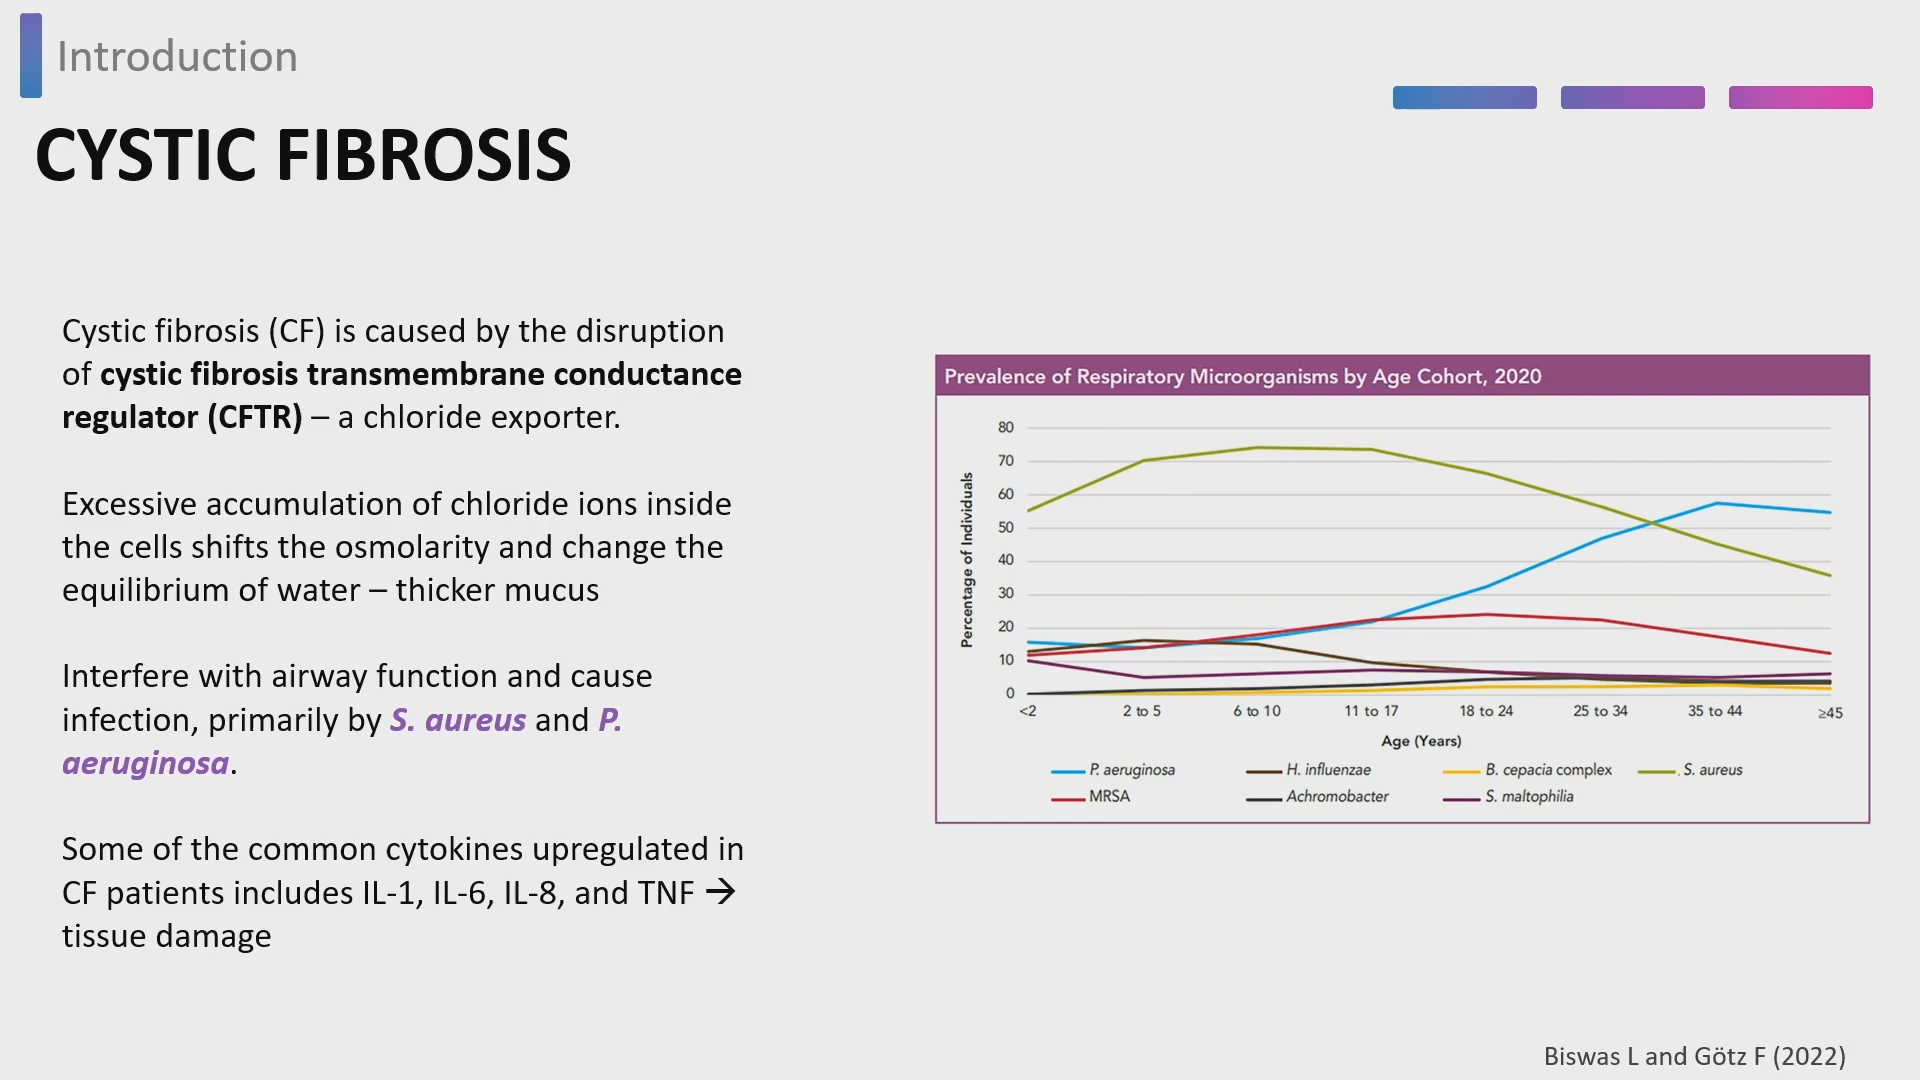 Introduction
CYSTIC FIBROSIS
Cystic fibrosis (CF) is caused by the disruption
of cystic fibrosis transmembrane conductance
regulator (CFTR) – a chloride exporter.
Excessive accumulation of chloride ions inside
the cells shifts the osmolarity and change the
equilibrium of water – thicker mucus
Interfere with airway function and cause
infection, primarily by S. aureus and P.
aeruginosa.
Some of the common cytokines upregulated in
CF patients includes IL-1, IL-6, IL-8, and TNF →
tissue damage
Prevalence of Respiratory Microorganisms by Age Cohort, 2020
Percentage of Individuals
80
70
60
50
40
30
20
10
0
<2 2 to 5 6 to 10 11 to 17 18 to 24 25 to 34 35 to 44 ≥45
Age (Years)
P. aeruginosa H. influenzae B. cepacia complex S. aureus
MRSA Achromobacter S. maltophilia
Biswas L and Götz F (2022)